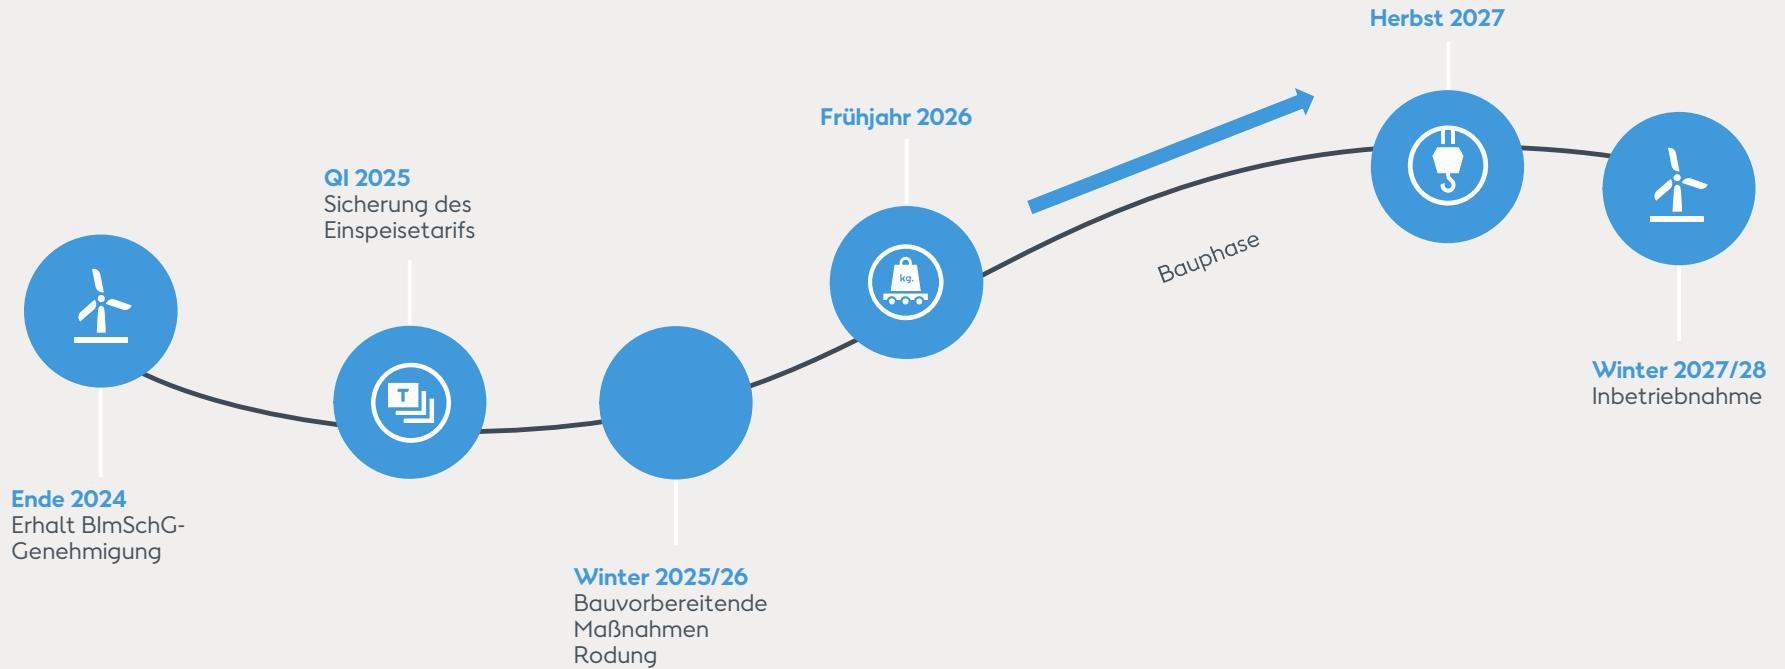 Ende 2024
Erhalt BImSchG-
Genehmigung
QI 2025
Sicherung des
Einspeisetarifs
T
Winter 2025/26
Bauvorbereitende
Maßnahmen
Rodung
Frühjahr 2026
kg.
Bauphase
Herbst 2027
Winter 2027/28
Inbetriebnahme